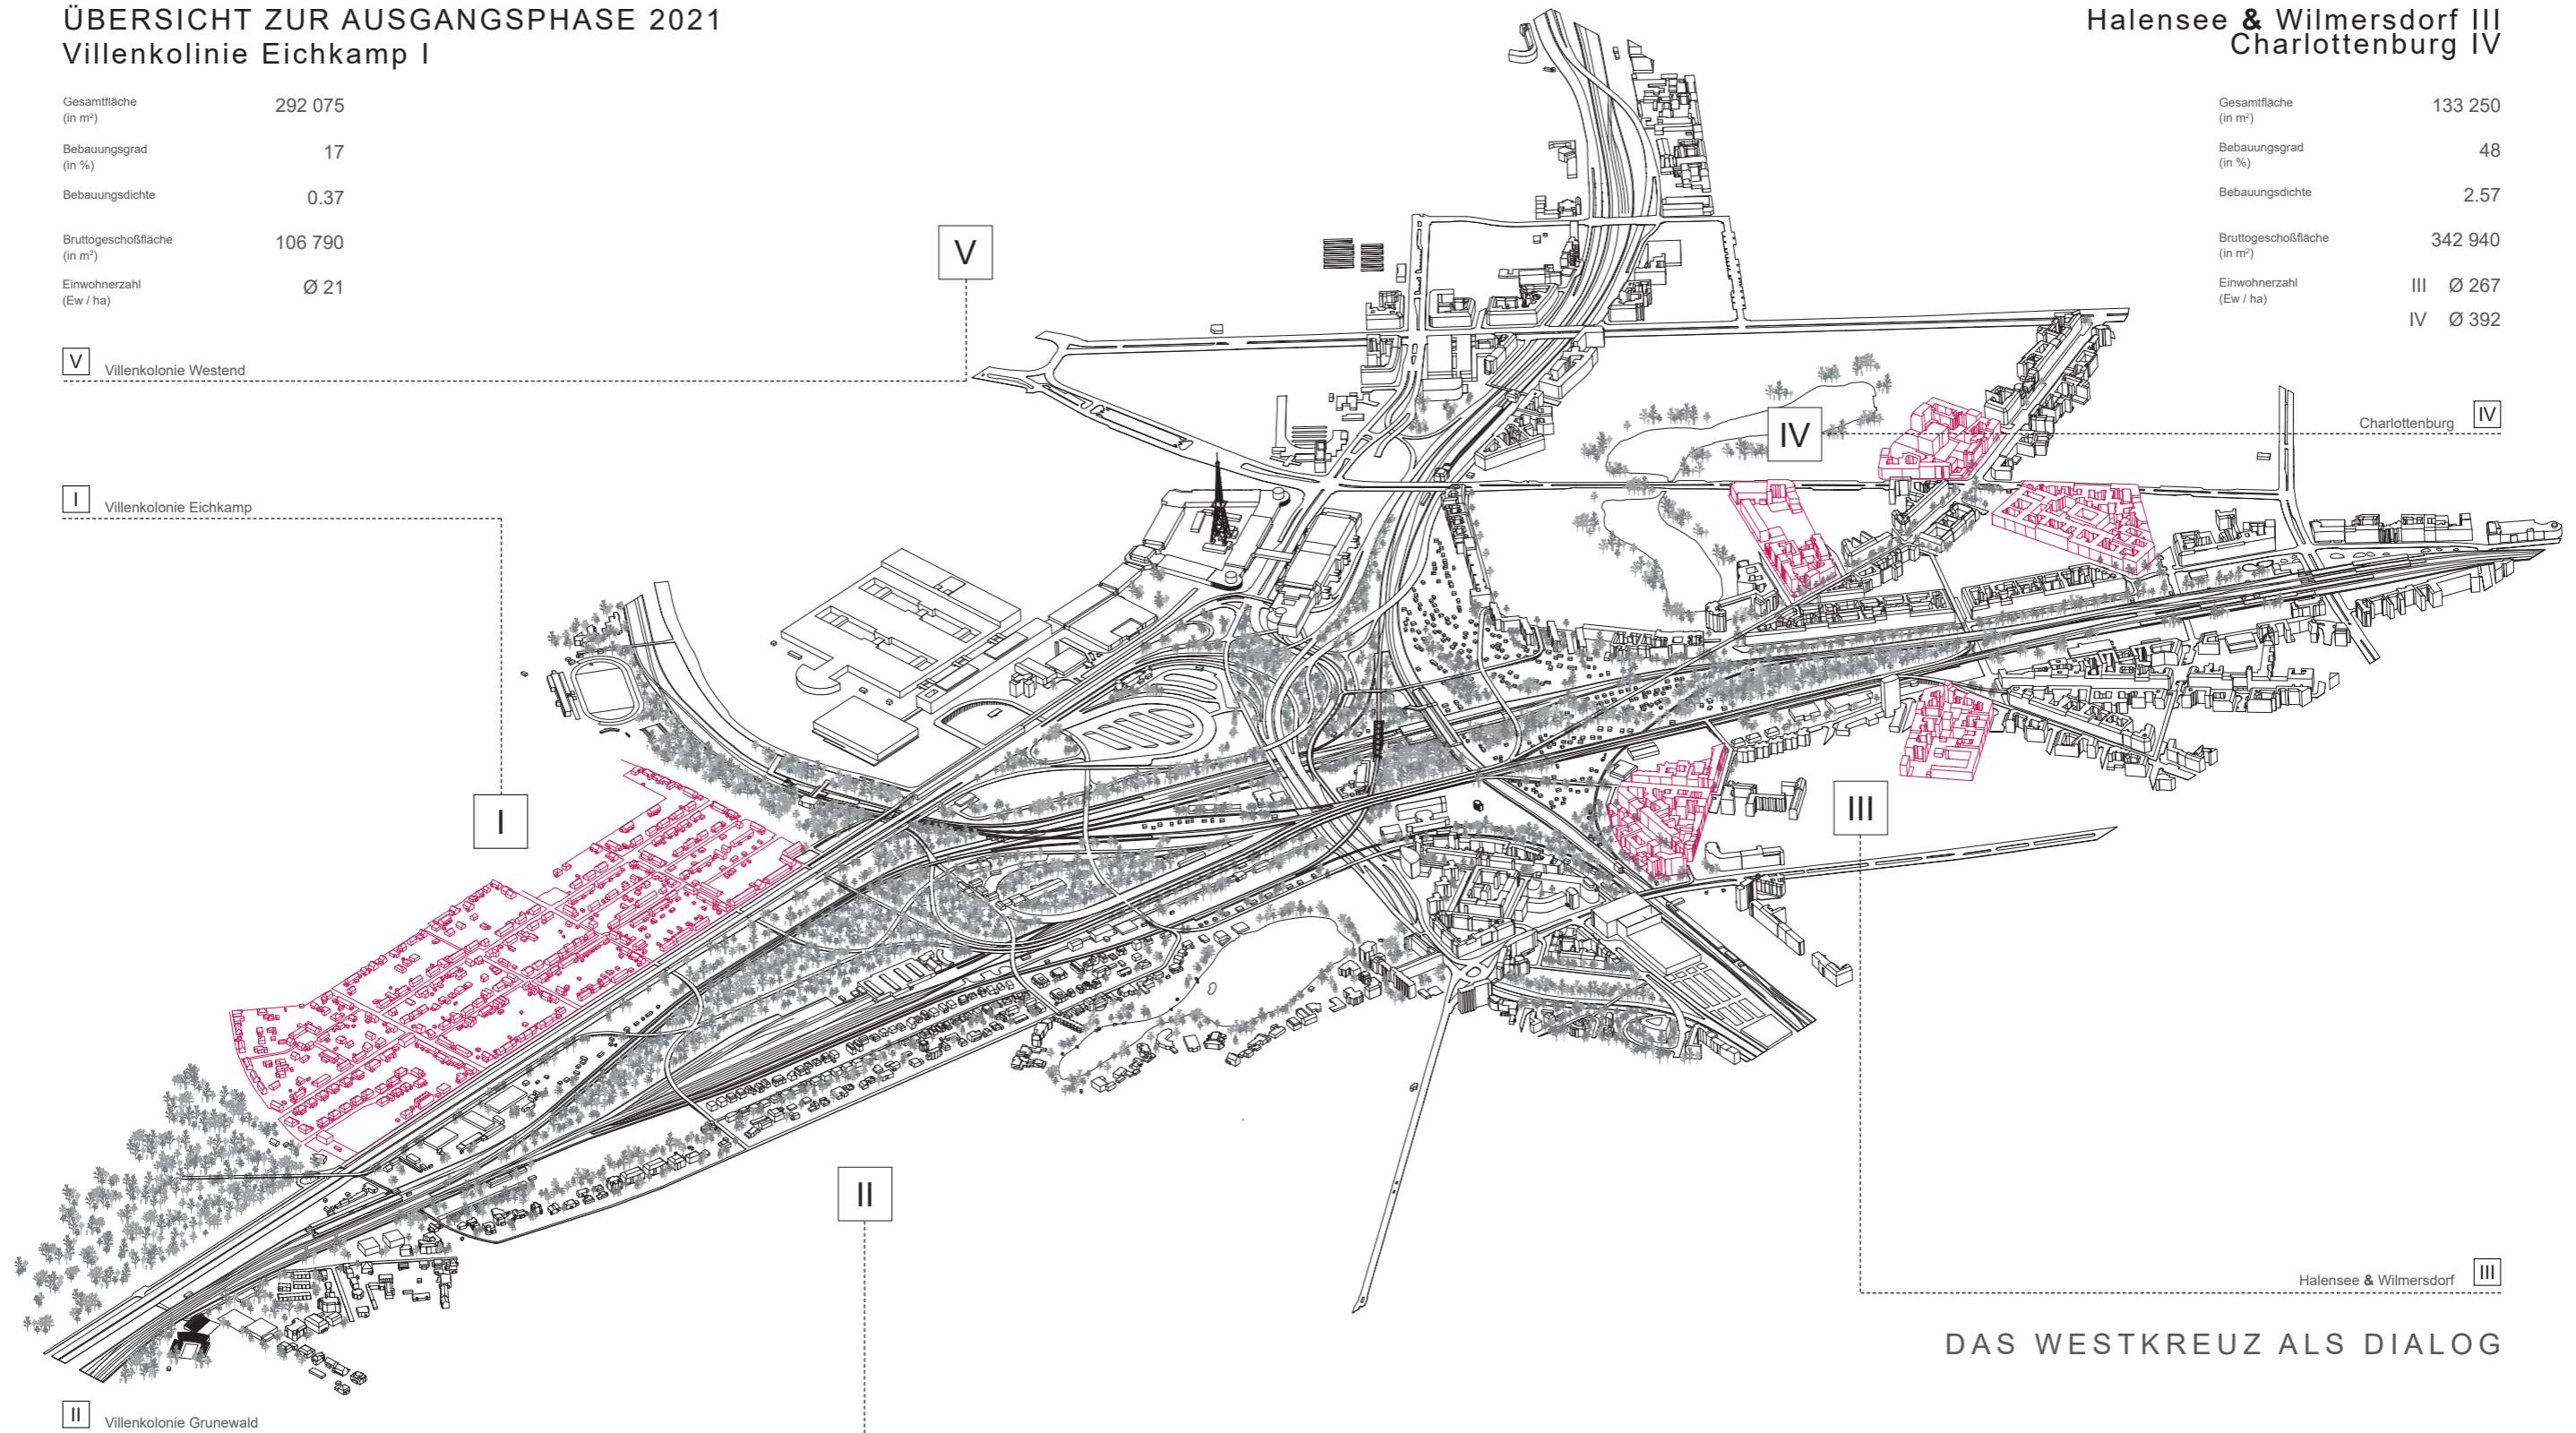 ÜBERSICHT ZUR AUSGANGSPHASE 2021
Villenkolinie Eichkamp I
Gesamtfläche 292 075
(in m²)
Bebauungsgrad 17
(in %)
Bebauungsdichte 0.37
Bruttogeschoßfläche 106 790
(in m²)
Einwohnerzahl Ø 21
(Ew / ha)
Halensee & Wilmersdorf III
Charlottenburg IV
Gesamtfläche 133 250
(in m²)
Bebauungsgrad 48
(in %)
Bebauungsdichte 2.57
Bruttogeschoßfläche 342 940
(in m²)
Einwohnerzahl III Ø 267
(Ew / ha)
IV Ø 392
V
V Villenkolonie Westend
IV
Charlottenburg IV
I Villenkolonie Eichkamp
I
III
II
Halensee & Wilmersdorf III
DAS WESTKREUZ ALS DIALOG
II Villenkolonie Grunewald